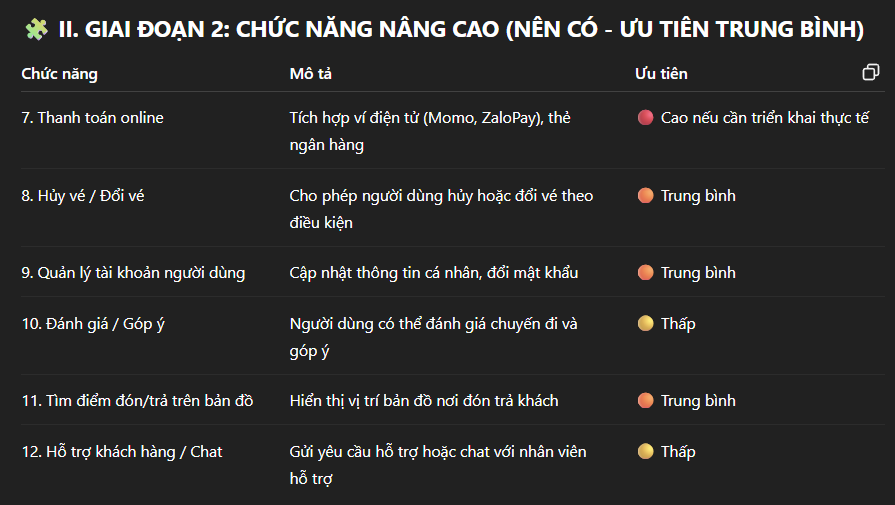 II. GIAI ĐOẠN 2: CHỨC NĂNG NÂNG CAO (NÊN CÓ - ƯU TIÊN TRUNG BÌNH)
Chức năng Mô tả Ưu tiên
7. Thanh toán online Tích hợp ví điện tử (Momo, ZaloPay), thẻ Cao nếu cần triển khai thực tế
ngân hàng
8. Hủy vé / Đổi vé Cho phép người dùng hủy hoặc đổi vé theo Trung bình
điều kiện
9. Quản lý tài khoản người dùng Cập nhật thông tin cá nhân, đổi mật khẩu Trung bình
10. Đánh giá / Góp ý Người dùng có thể đánh giá chuyến đi và Thấp
góp ý
11. Tìm điểm đón/trả trên bản đồ Hiển thị vị trí bản đồ nơi đón trả khách Trung bình
12. Hỗ trợ khách hàng / Chat Gửi yêu cầu hỗ trợ hoặc chat với nhân viên Thấp
hỗ trợ